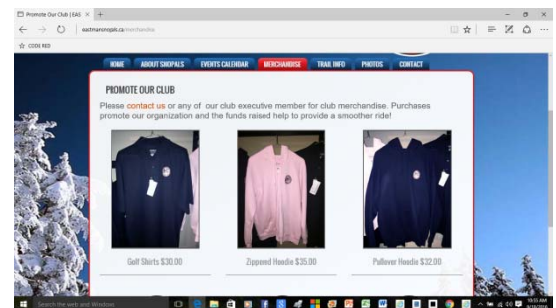 Promote Our Club | EAS
eastmansnopals.ca/merchandise
CODE RED
HOME ABOUT SNOPALS EVENTS CALENDAR MERCHANDISE TRAIL INFO PHOTOS CONTACT
PROMOTE OUR CLUB
Please contact us or any of our club executive member for club merchandise. Purchases
promote our organization and the funds raised help to provide a smoother ride!
Golf Shirts $30.00 Zippered Hoodie $35.00 Pullover Hoodie $32.00
Search the web and Windows